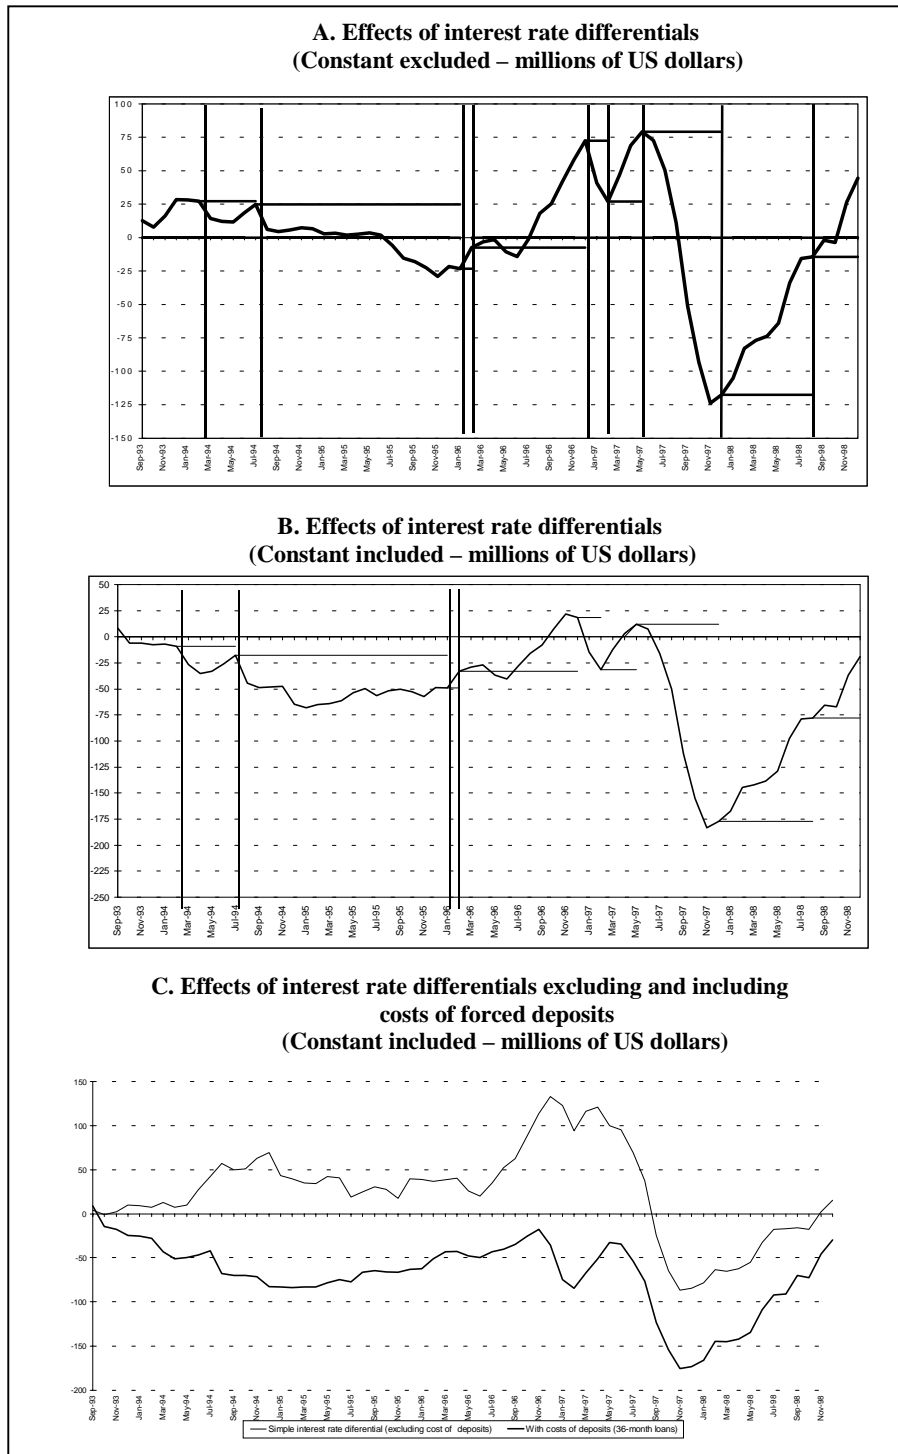 A. Effects of interest rate differentials
(Constant excluded – millions of US dollars)
100
75
50
25
0
-25
-50
-75
-100
-125
-150
Sep-93 Nov-93 Jan-94 Mar-94 May-94 Jul-94 Sep-94 Nov-94 Jan-95 Mar-95 May-95 Jul-95 Sep-95 Nov-95 Jan-96 Mar-96 May-96 Jul-96 Sep-96 Nov-96 Jan-97 Mar-97 May-97 Jul-97 Sep-97 Nov-97 Jan-98 Mar-98 May-98 Jul-98 Sep-98 Nov-98
B. Effects of interest rate differentials
(Constant included – millions of US dollars)
50
25
0
-25
-50
-75
-100
-125
-150
-175
-200
-225
-250
Sep-93 Nov-93 Jan-94 Mar-94 May-94 Jul-94 Sep-94 Nov-94 Jan-95 Mar-95 May-95 Jul-95 Sep-95 Nov-95 Jan-96 Mar-96 May-96 Jul-96 Sep-96 Nov-96 Jan-97 Mar-97 May-97 Jul-97 Sep-97 Nov-97 Jan-98 Mar-98 May-98 Jul-98 Sep-98 Nov-98
C. Effects of interest rate differentials excluding and including
costs of forced deposits
(Constant included – millions of US dollars)
150
100
50
0
-50
-100
-150
-200
Sep-93 Nov-93 Jan-94 Mar-94 May-94 Jul-94 Sep-94 Nov-94 Jan-95 Mar-95 May-95 Jul-95 Sep-95 Nov-95 Jan-96 Mar-96 May-96 Jul-96 Sep-96 Nov-96 Jan-97 Mar-97 May-97 Jul-97 Sep-97 Nov-97 Jan-98 Mar-98 May-98 Jul-98 Sep-98 Nov-98
Simple interest rate diferential (excluding cost of deposits) With costs of deposits (36-month loans)